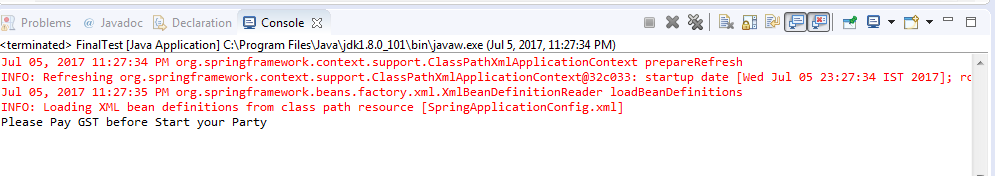 Problems @ Javadoc Declaration Console
<terminated> FinalTest [Java Application] C:\Program Files\Java\jdk1.8.0_101\bin\javaw.exe (Jul 5, 2017, 11:27:34 PM)
Jul 05, 2017 11:27:34 PM org.springframework.context.support.ClassPathXmlApplicationContext prepareRefresh
INFO: Refreshing org.springframework.context.support.ClassPathXmlApplicationContext@32c033: startup date [Wed Jul 05 23:27:34 IST 2017]; ro
Jul 05, 2017 11:27:35 PM org.springframework.beans.factory.xml.XmlBeanDefinitionReader loadBeanDefinitions
INFO: Loading XML bean definitions from class path resource [SpringApplicationConfig.xml]
Please Pay GST before Start your Party